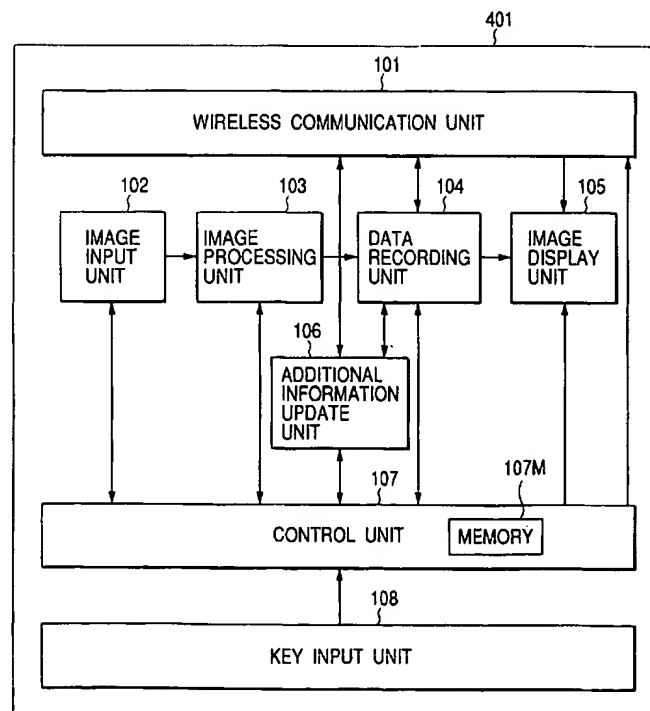 401
101
WIRELESS COMMUNICATION UNIT
102
103
104
105
IMAGE
INPUT
UNIT
IMAGE
PROCESSING
UNIT
DATA
RECORDING
UNIT
IMAGE
DISPLAY
UNIT
106
ADDITIONAL
INFORMATION
UPDATE
UNIT
107
107M
CONTROL UNIT
MEMORY
108
KEY INPUT UNIT